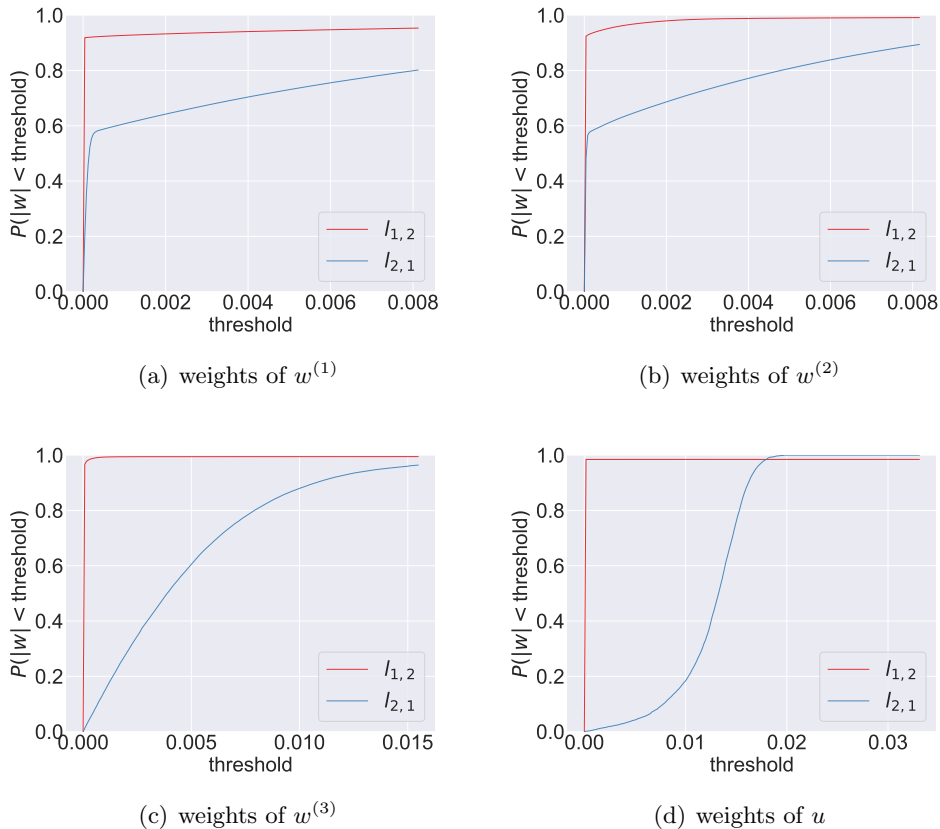 1.0
0.8
0.6
0.4
0.2
0.0
P(|w| < threshold)
0.000 0.002 0.004 0.006 0.008
threshold
l1,2
l2,1
(a) weights of w(1)
1.0
0.8
0.6
0.4
0.2
0.0
P(|w| < threshold)
0.000 0.002 0.004 0.006 0.008
threshold
l1,2
l2,1
(b) weights of w(2)
1.0
0.8
0.6
0.4
0.2
0.0
P(|w| < threshold)
0.000 0.005 0.010 0.015
threshold
l1,2
l2,1
(c) weights of w(3)
1.0
0.8
0.6
0.4
0.2
0.0
P(|w| < threshold)
0.00 0.01 0.02 0.03
threshold
l1,2
l2,1
(d) weights of u